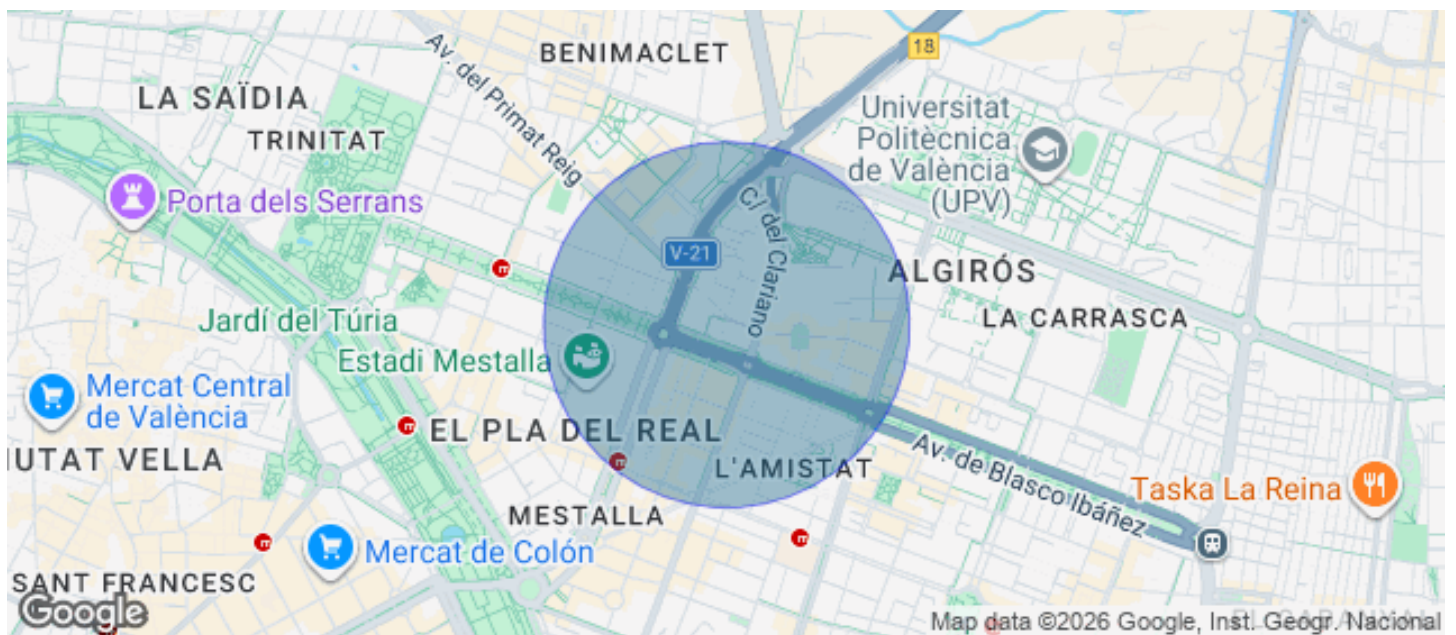 BENIMACLET
18
Av. del Primat Reig
LA SAÏDIA
TRINITAT
Universitat
Politècnica
de València
(UPV)
Porta dels Serrans
C/ del Clariano
V-21
ALGIRÓS
LA CARRASCA
Jardí del Túria
Estadi Mestalla
Mercat Central
de València
EL PLA DEL REAL
IUTAT VELLA
L'AMISTAT
Av. de Blasco Ibáñez
Taska La Reina
MESTALLA
Mercat de Colón
SANT FRANCESC
Google
Map data ©2026 Google, Inst. Geogr. Nacional